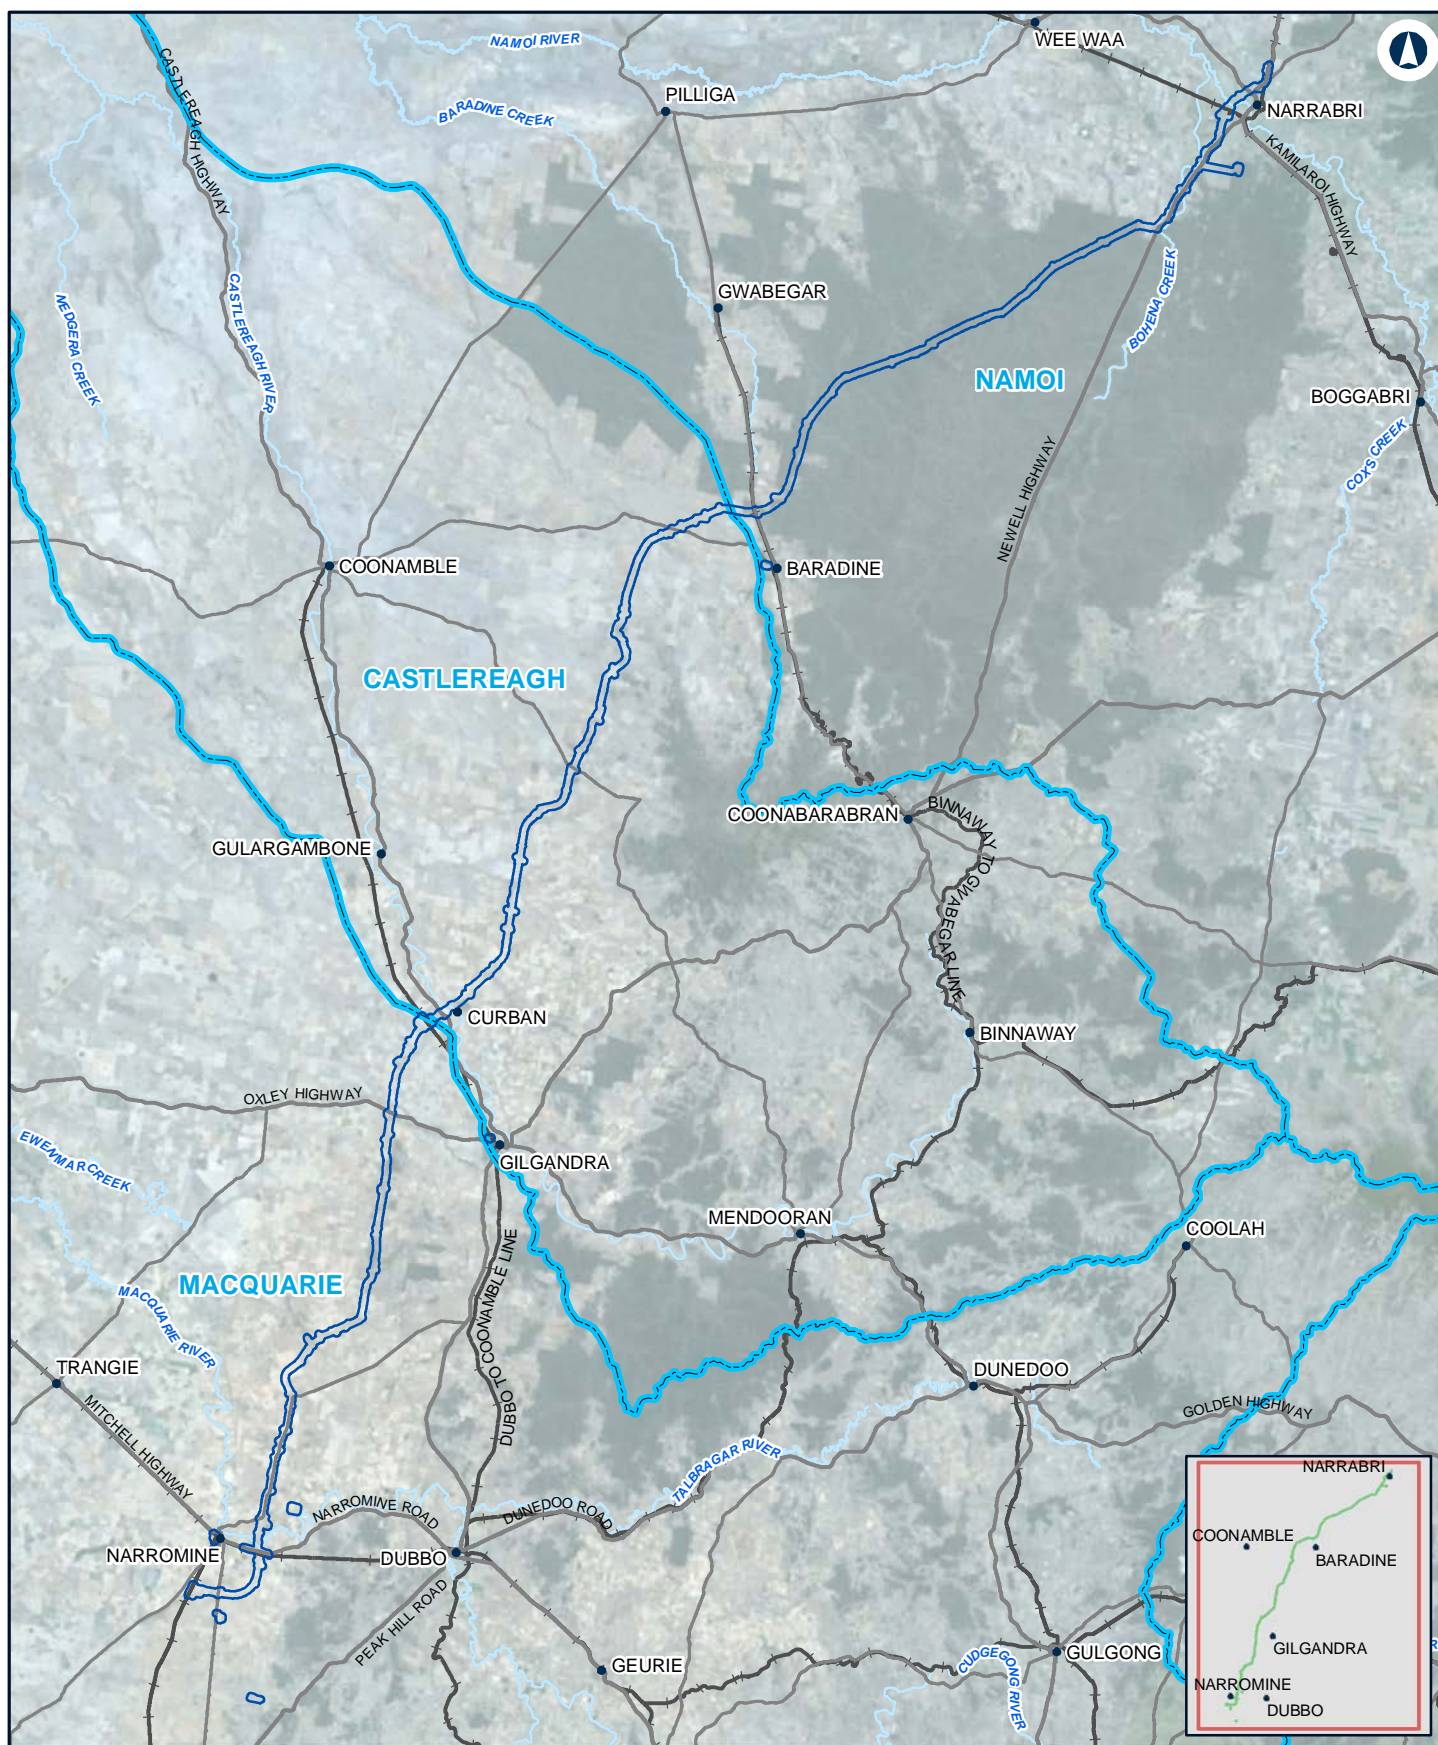 NAMOI RIVER
WEE WAA
CASTLEREAGH HIGHWAY
PILLIGA
BARADINE CREEK
NARRABRI
KAMILAROI HIGHWAY
NEDGERA CREEK
CASTLEREAGH RIVER
GWABEGAR
BOHENA CREEK
NAMOI
BOGGABRI
COXS CREEK
NEWELL HIGHWAY
COONAMBLE
BARADINE
CASTLEREAGH
COONABARABRAN
BINNAWAY TO GWABEGAR LINE
GULARGAMBONE
CURBAN
BINNAWAY
OXLEY HIGHWAY
EWENMAR CREEK
GILGANDRA
MENDOORAN
COOLAH
MACQUARIE
MACQUARIE RIVER
DUBBO TO COONAMBLE LINE
TRANGIE
MITCHELL HIGHWAY
DUNEDOO
GOLDEN HIGHWAY
TALBRAGAR RIVER
NARROMINE ROAD
DUNEDOO ROAD
NARROMINE
DUBBO
PEAK HILL ROAD
GEURIE
CUDGEGONG RIVER
GULGONG
NARRABRI
COONAMBLE
BARADINE
GILGANDRA
NARROMINE
DUBBO